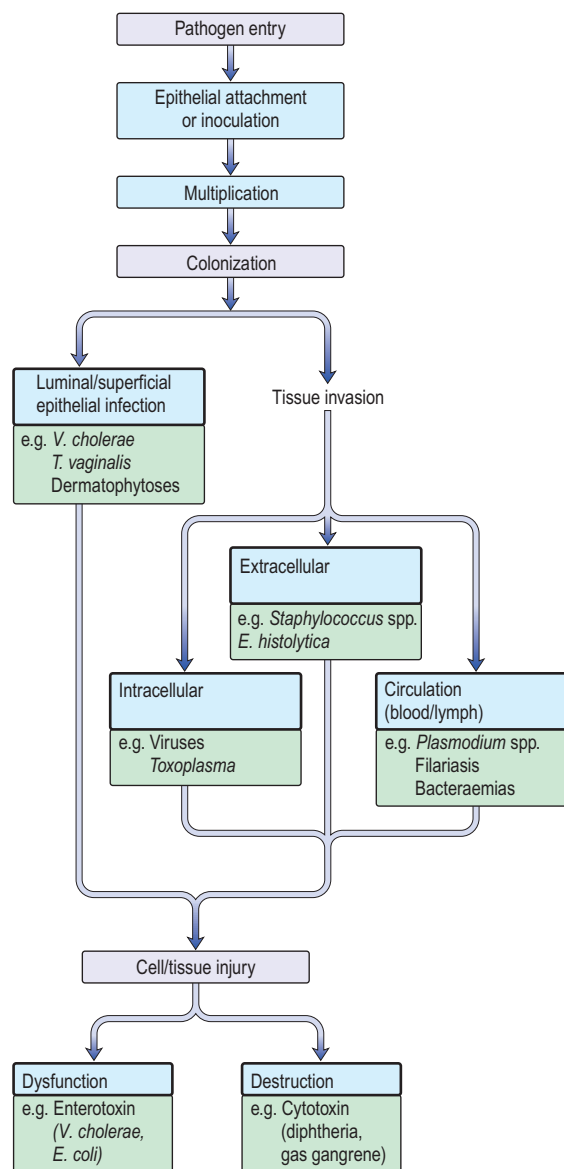 Pathogen entry
Epithelial attachment
or inoculation
Multiplication
Colonization
Luminal/superficial
epithelial infection
e.g. V. cholerae
T. vaginalis
Dermatophytoses
Tissue invasion
Extracellular
e.g. Staphylococcus spp.
E. histolytica
Intracellular
e.g. Viruses
Toxoplasma
Circulation
(blood/lymph)
e.g. Plasmodium spp.
Filariasis
Bacteraemias
Cell/tissue injury
Dysfunction
e.g. Enterotoxin
(V. cholerae,
E. coli)
Destruction
e.g. Cytotoxin
(diphtheria,
gas gangrene)